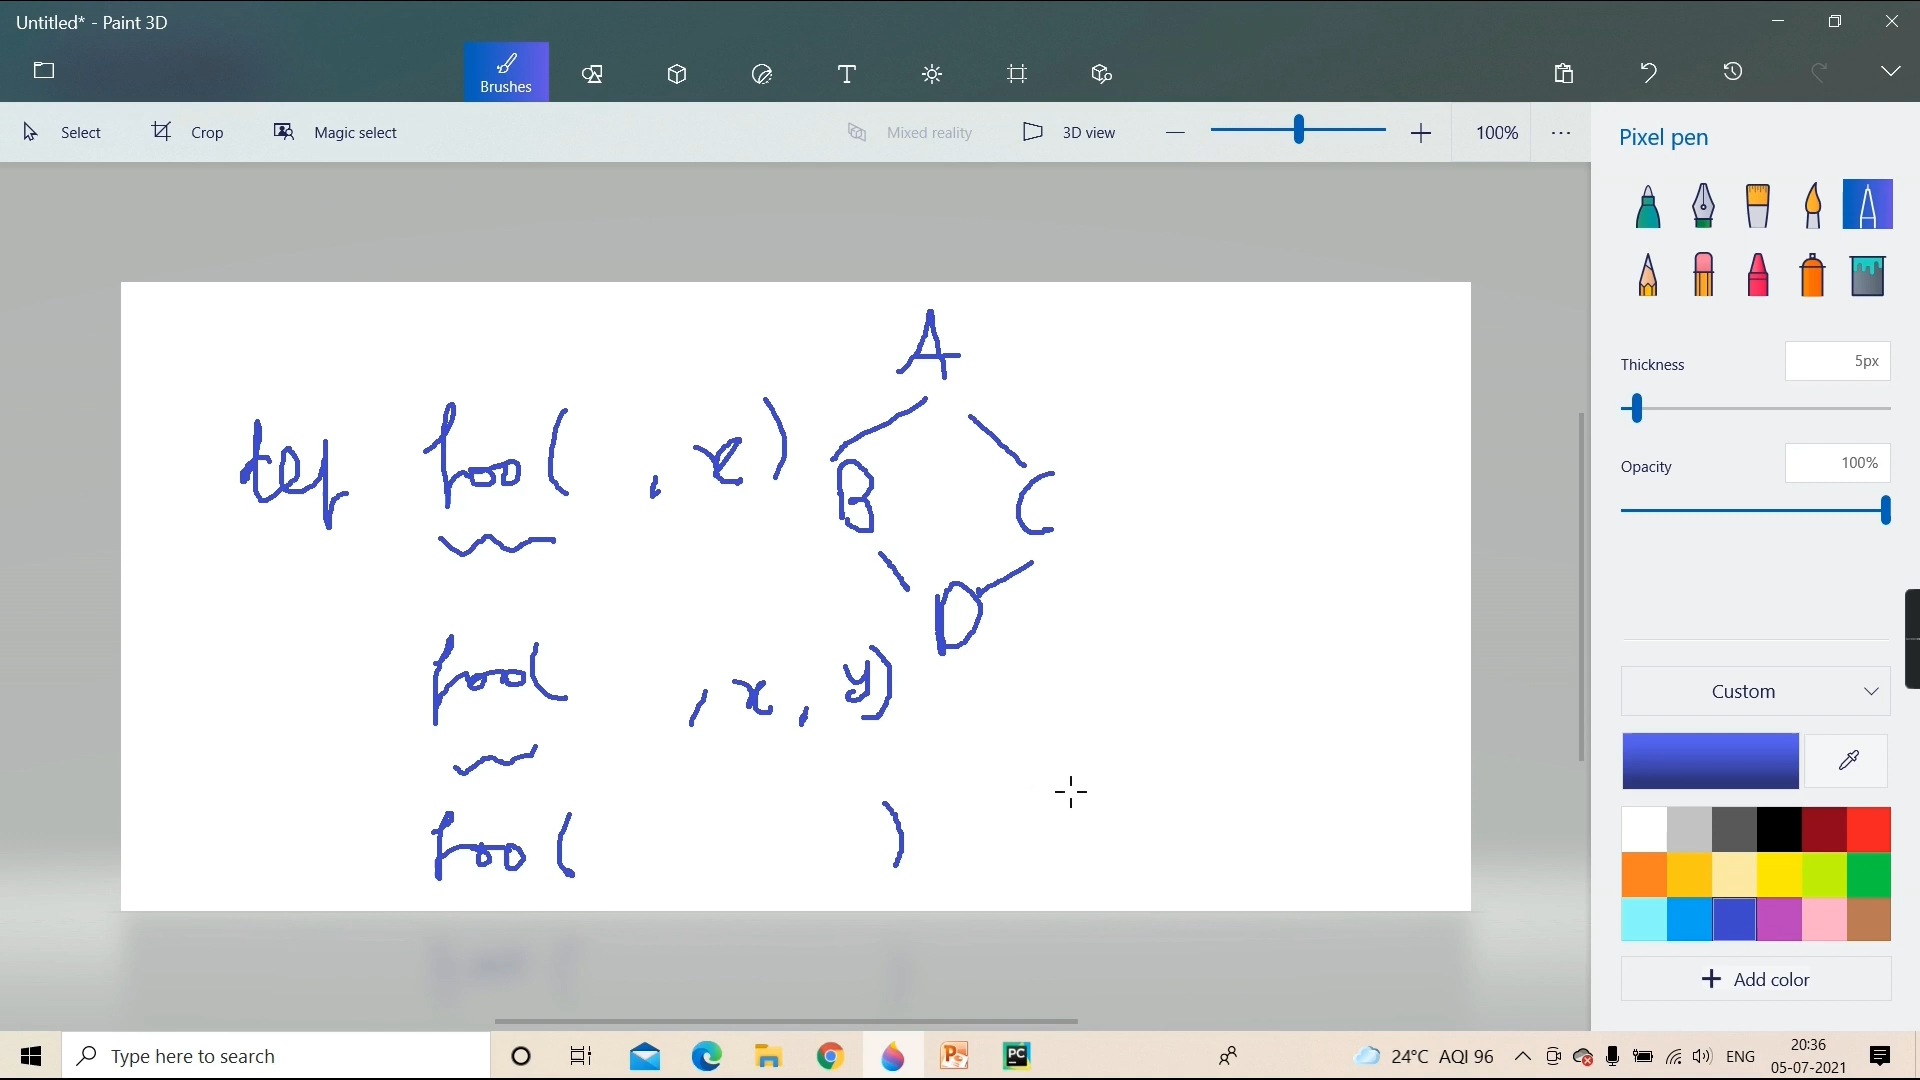 Untitled* - Paint 3D
Brushes
Select Crop Magic select Mixed reality 3D view 100% ...
Pixel pen
Thickness 5px
Opacity 100%
Custom
Add color
A
def foo( , x)
B C
D
foo( , x, y)
foo( )
Type here to search
PC
24°C AQI 96
ENG
20:36
05-07-2021